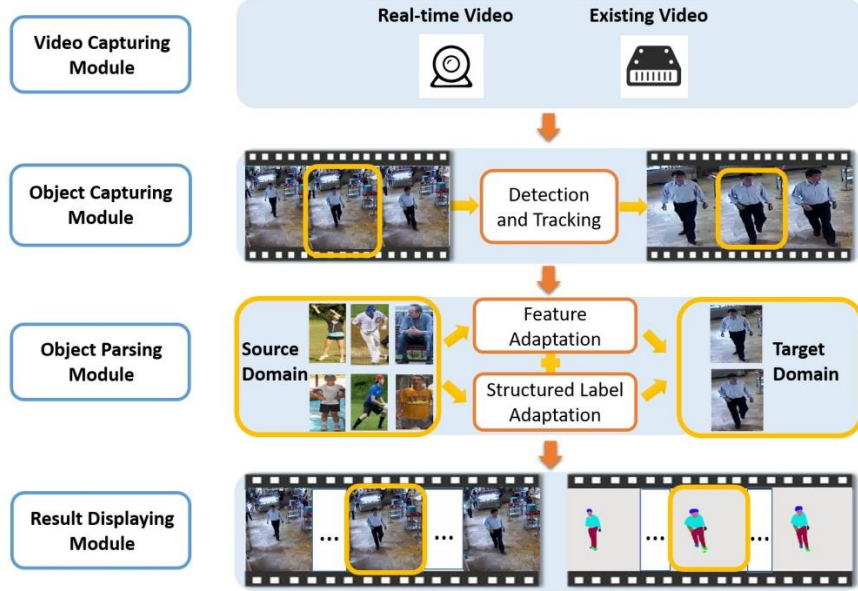 Video Capturing
Module
Real-time Video
Existing Video
Object Capturing
Module
Detection
and Tracking
Object Parsing
Module
Source
Domain
Feature
Adaptation
Structured Label
Adaptation
Target
Domain
Result Displaying
Module
...
...
...
...